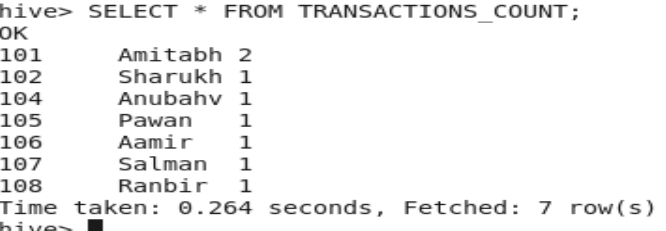 hive> SELECT * FROM TRANSACTIONS_COUNT;
OK
101 Amitabh 2
102 Sharukh 1
104 Anubahv 1
105 Pawan 1
106 Aamir 1
107 Salman 1
108 Ranbir 1
Time taken: 0.264 seconds, Fetched: 7 row(s)
hive>